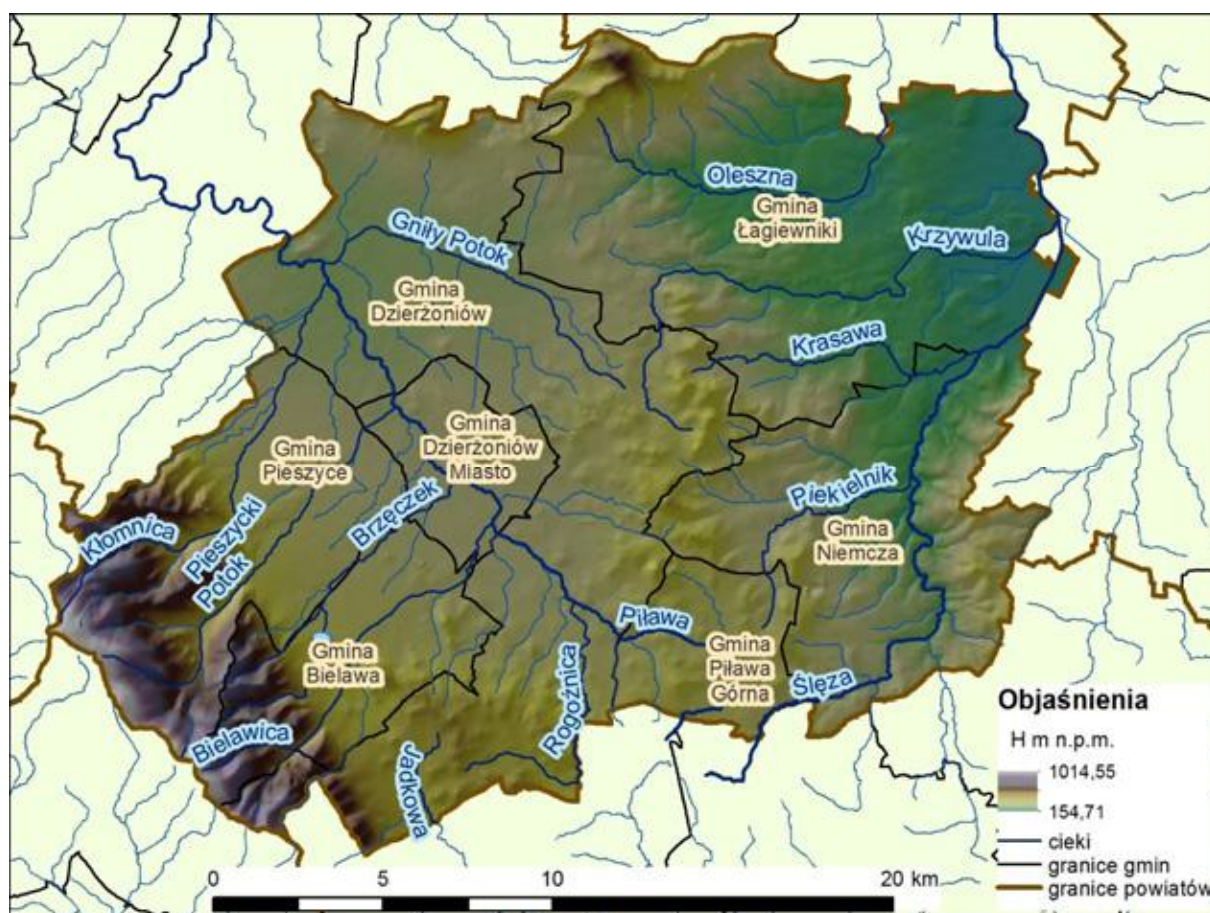 Oleszna
Gmina
Łagiewniki
Gniły Potok
Krzywula
Gmina
Dzierżoniów
Krasawa
Gmina
Dzierżoniów
Miasto
Gmina
Pieszyce
Piekielnik
Brzęczek
Kłomnica
Pieszycki
Potok
Gmina
Niemcza
Piława
Gmina
Bielawa
Gmina
Piława
Górna
Ślęza
Rogoźnica
Bielawica
Jadkowa
Objaśnienia
H m n.p.m.
1014,55
154,71
cieki
granice gmin
granice powiatów
0 5 10 20 km